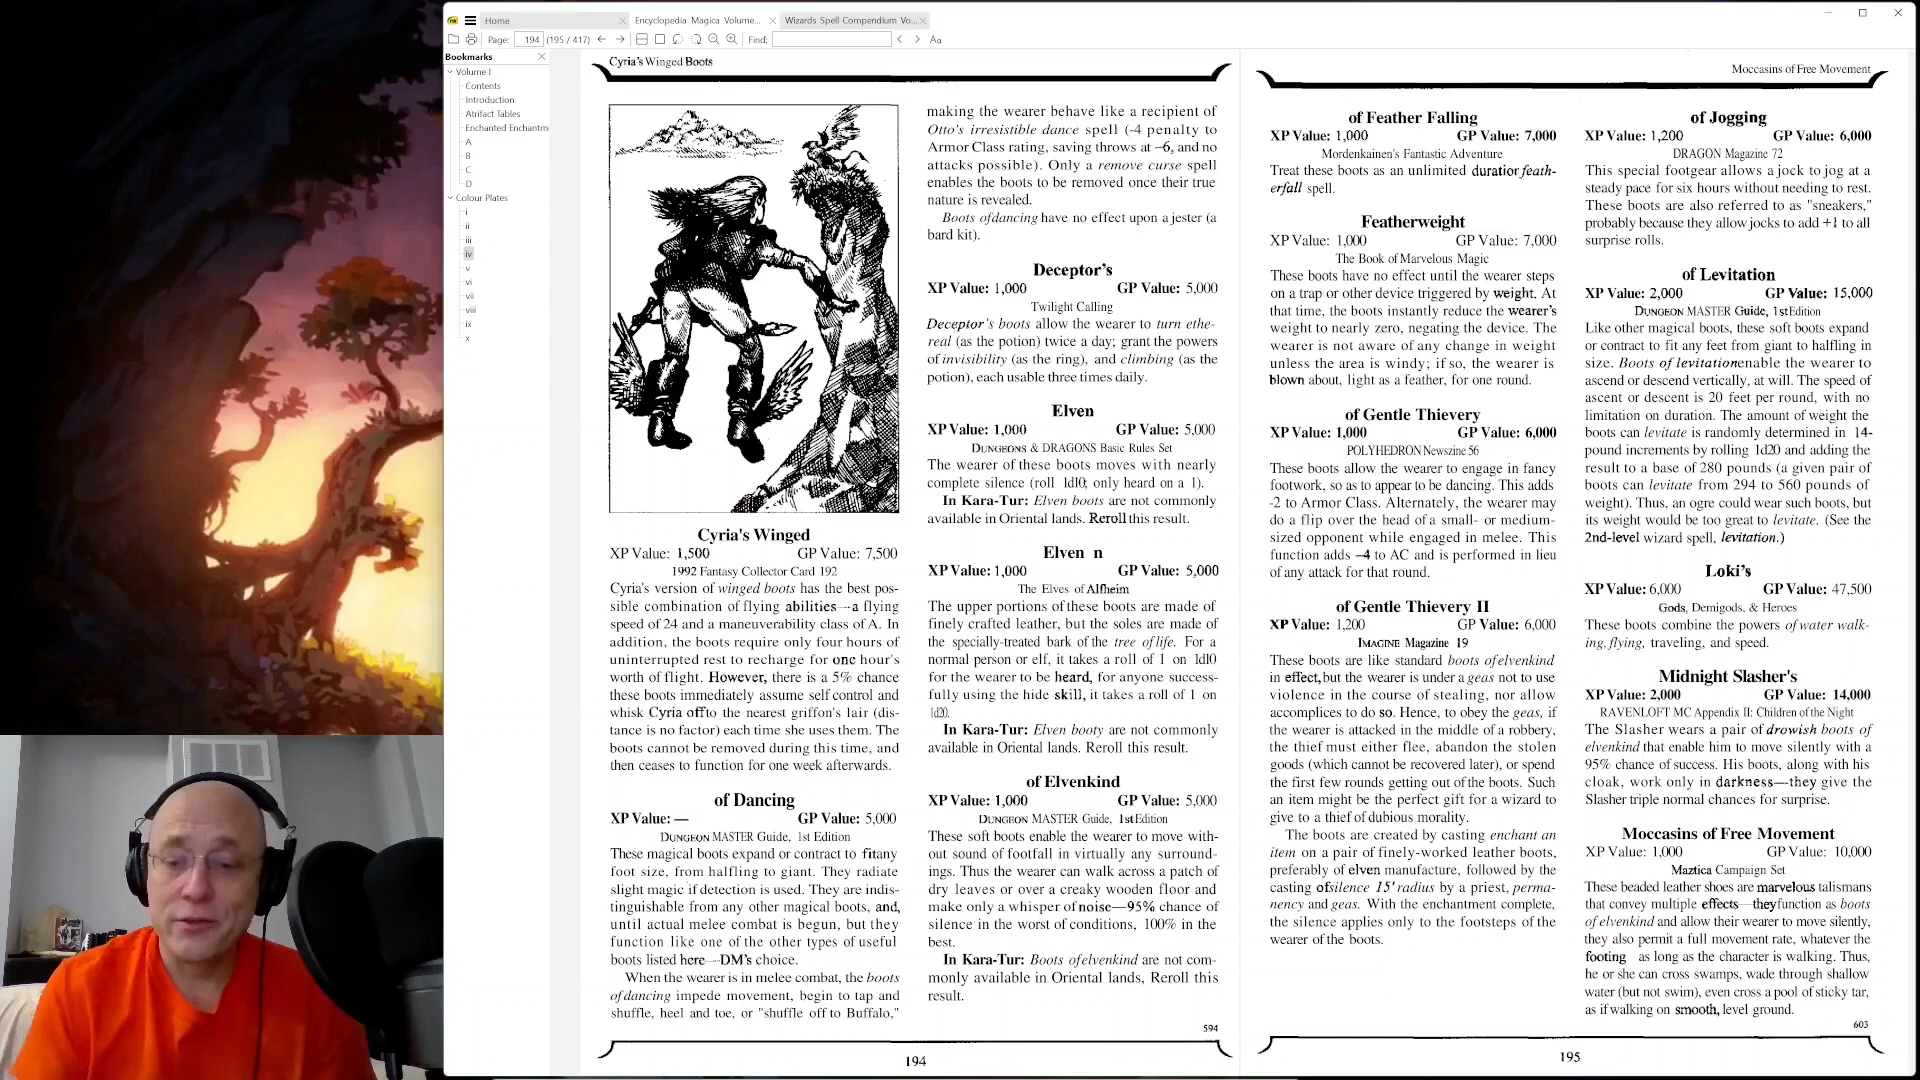 Home
Encyclopedia Magica Volume...
Wizards Spell Compendium Vo...
Page: 194 (195 / 417)
Find:
Aa
Bookmarks
Volume I
Contents
Introduction
Atrifact Tables
Enchanted Enchantm
A
B
C
D
Colour Plates
i
ii
iii
iv
v
vi
vii
viii
ix
x
Cyria's Winged Boots
Cyria's Winged
XP Value: 1,500 GP Value: 7,500
1992 Fantasy Collector Card 192
Cyria's version of winged boots has the best pos-
sible combination of flying abilities—a flying
speed of 24 and a maneuverability class of A. In
addition, the boots require only four hours of
uninterrupted rest to recharge for one hour's
worth of flight. However, there is a 5% chance
these boots immediately assume self control and
whisk Cyria off to the nearest griffon's lair (dis-
tance is no factor) each time she uses them. The
boots cannot be removed during this time, and
then ceases to function for one week afterwards.
of Dancing
XP Value: — GP Value: 5,000
DUNGEON MASTER Guide, 1st Edition
These magical boots expand or contract to fit any
foot size, from halfling to giant. They radiate
slight magic if detection is used. They are indis-
tinguishable from any other magical boots, and,
until actual melee combat is begun, but they
function like one of the other types of useful
boots listed here—DM's choice.
When the wearer is in melee combat, the boots
of dancing impede movement, begin to tap and
shuffle, heel and toe, or "shuffle off to Buffalo,"
making the wearer behave like a recipient of
Otto's irresistible dance spell (-4 penalty to
Armor Class rating, saving throws at –6, and no
attacks possible). Only a remove curse spell
enables the boots to be removed once their true
nature is revealed.
Boots of dancing have no effect upon a jester (a
bard kit).
Deceptor's
XP Value: 1,000 GP Value: 5,000
Twilight Calling
Deceptor's boots allow the wearer to turn ethe-
real (as the potion) twice a day; grant the powers
of invisibility (as the ring), and climbing (as the
potion), each usable three times daily.
Elven
XP Value: 1,000 GP Value: 5,000
DUNGEONS & DRAGONS Basic Rules Set
The wearer of these boots moves with nearly
complete silence (roll 1d10; only heard on a 1).
In Kara-Tur: Elven boots are not commonly
available in Oriental lands. Reroll this result.
Elven n
XP Value: 1,000 GP Value: 5,000
The Elves of Alfheim
The upper portions of these boots are made of
finely crafted leather, but the soles are made of
the specially-treated bark of the tree of life. For a
normal person or elf, it takes a roll of 1 on 1d10
for the wearer to be heard, for anyone success-
fully using the hide skill, it takes a roll of 1 on
1d20.
In Kara-Tur: Elven booty are not commonly
available in Oriental lands. Reroll this result.
of Elvenkind
XP Value: 1,000 GP Value: 5,000
DUNGEON MASTER Guide, 1st Edition
These soft boots enable the wearer to move with-
out sound of footfall in virtually any surround-
ings. Thus the wearer can walk across a patch of
dry leaves or over a creaky wooden floor and
make only a whisper of noise—95% chance of
silence in the worst of conditions, 100% in the
best.
In Kara-Tur: Boots of elvenkind are not com-
monly available in Oriental lands, Reroll this
result.
594
194
Moccasins of Free Movement
of Feather Falling
XP Value: 1,000 GP Value: 7,000
Mordenkainen's Fantastic Adventure
Treat these boots as an unlimited duration feath-
erfall spell.
Featherweight
XP Value: 1,000 GP Value: 7,000
The Book of Marvelous Magic
These boots have no effect until the wearer steps
on a trap or other device triggered by weight. At
that time, the boots instantly reduce the wearer's
weight to nearly zero, negating the device. The
wearer is not aware of any change in weight
unless the area is windy; if so, the wearer is
blown about, light as a feather, for one round.
of Gentle Thievery
XP Value: 1,000 GP Value: 6,000
POLYHEDRON Newszine 56
These boots allow the wearer to engage in fancy
footwork, so as to appear to be dancing. This adds
-2 to Armor Class. Alternately, the wearer may
do a flip over the head of a small- or medium-
sized opponent while engaged in melee. This
function adds –4 to AC and is performed in lieu
of any attack for that round.
of Gentle Thievery II
XP Value: 1,200 GP Value: 6,000
IMAGINE Magazine 19
These boots are like standard boots of elvenkind
in effect, but the wearer is under a geas not to use
violence in the course of stealing, nor allow
accomplices to do so. Hence, to obey the geas, if
the wearer is attacked in the middle of a robbery,
the thief must either flee, abandon the stolen
goods (which cannot be recovered later), or spend
the first few rounds getting out of the boots. Such
an item might be the perfect gift for a wizard to
give to a thief of dubious morality.
The boots are created by casting enchant an
item on a pair of finely-worked leather boots,
preferably of elven manufacture, followed by the
casting of silence 15' radius by a priest, perma-
nency and geas. With the enchantment complete,
the silence applies only to the footsteps of the
wearer of the boots.
of Jogging
XP Value: 1,200 GP Value: 6,000
DRAGON Magazine 72
This special footgear allows a jock to jog at a
steady pace for six hours without needing to rest.
These boots are also referred to as "sneakers,"
probably because they allow jocks to add +1 to all
surprise rolls.
of Levitation
XP Value: 2,000 GP Value: 15,000
DUNGEON MASTER Guide, 1st Edition
Like other magical boots, these soft boots expand
or contract to fit any feet from giant to halfling in
size. Boots of levitation enable the wearer to
ascend or descend vertically, at will. The speed of
ascent or descent is 20 feet per round, with no
limitation on duration. The amount of weight the
boots can levitate is randomly determined in 14-
pound increments by rolling 1d20 and adding the
result to a base of 280 pounds (a given pair of
boots can levitate from 294 to 560 pounds of
weight). Thus, an ogre could wear such boots, but
its weight would be too great to levitate. (See the
2nd-level wizard spell, levitation.)
Loki's
XP Value: 6,000 GP Value: 47,500
Gods, Demigods, & Heroes
These boots combine the powers of water walk-
ing, flying, traveling, and speed.
Midnight Slasher's
XP Value: 2,000 GP Value: 14,000
RAVENLOFT MC Appendix II: Children of the Night
The Slasher wears a pair of drowish boots of
elvenkind that enable him to move silently with a
95% chance of success. His boots, along with his
cloak, work only in darkness—they give the
Slasher triple normal chances for surprise.
Moccasins of Free Movement
XP Value: 1,000 GP Value: 10,000
Maztica Campaign Set
These beaded leather shoes are marvelous talismans
that convey multiple effects—they function as boots
of elvenkind and allow their wearer to move silently,
they also permit a full movement rate, whatever the
footing as long as the character is walking. Thus,
he or she can cross swamps, wade through shallow
water (but not swim), even cross a pool of sticky tar,
as if walking on smooth, level ground.
603
195